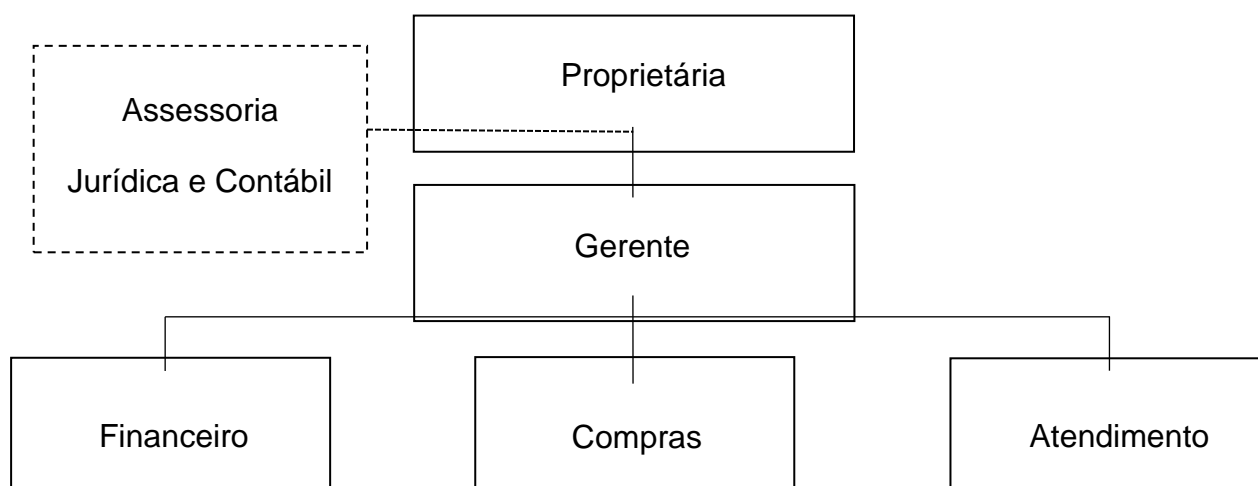 Proprietária
Assessoria
Jurídica e Contábil
Gerente
Financeiro
Compras
Atendimento